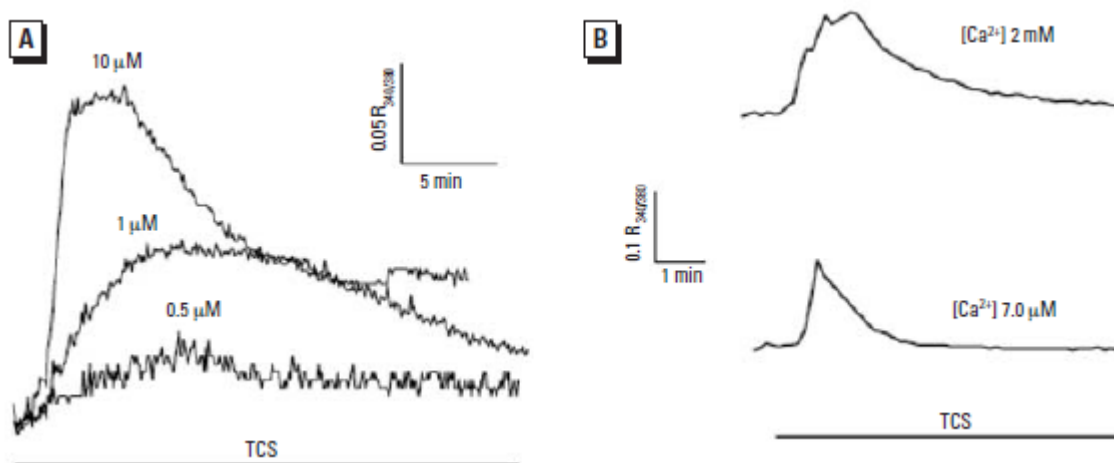 A
10 μM
0.05 R340/380
5 min
1 μM
0.5 μM
TCS
B
[Ca²⁺] 2 mM
0.1 R340/380
1 min
[Ca²⁺] 7.0 μM
TCS